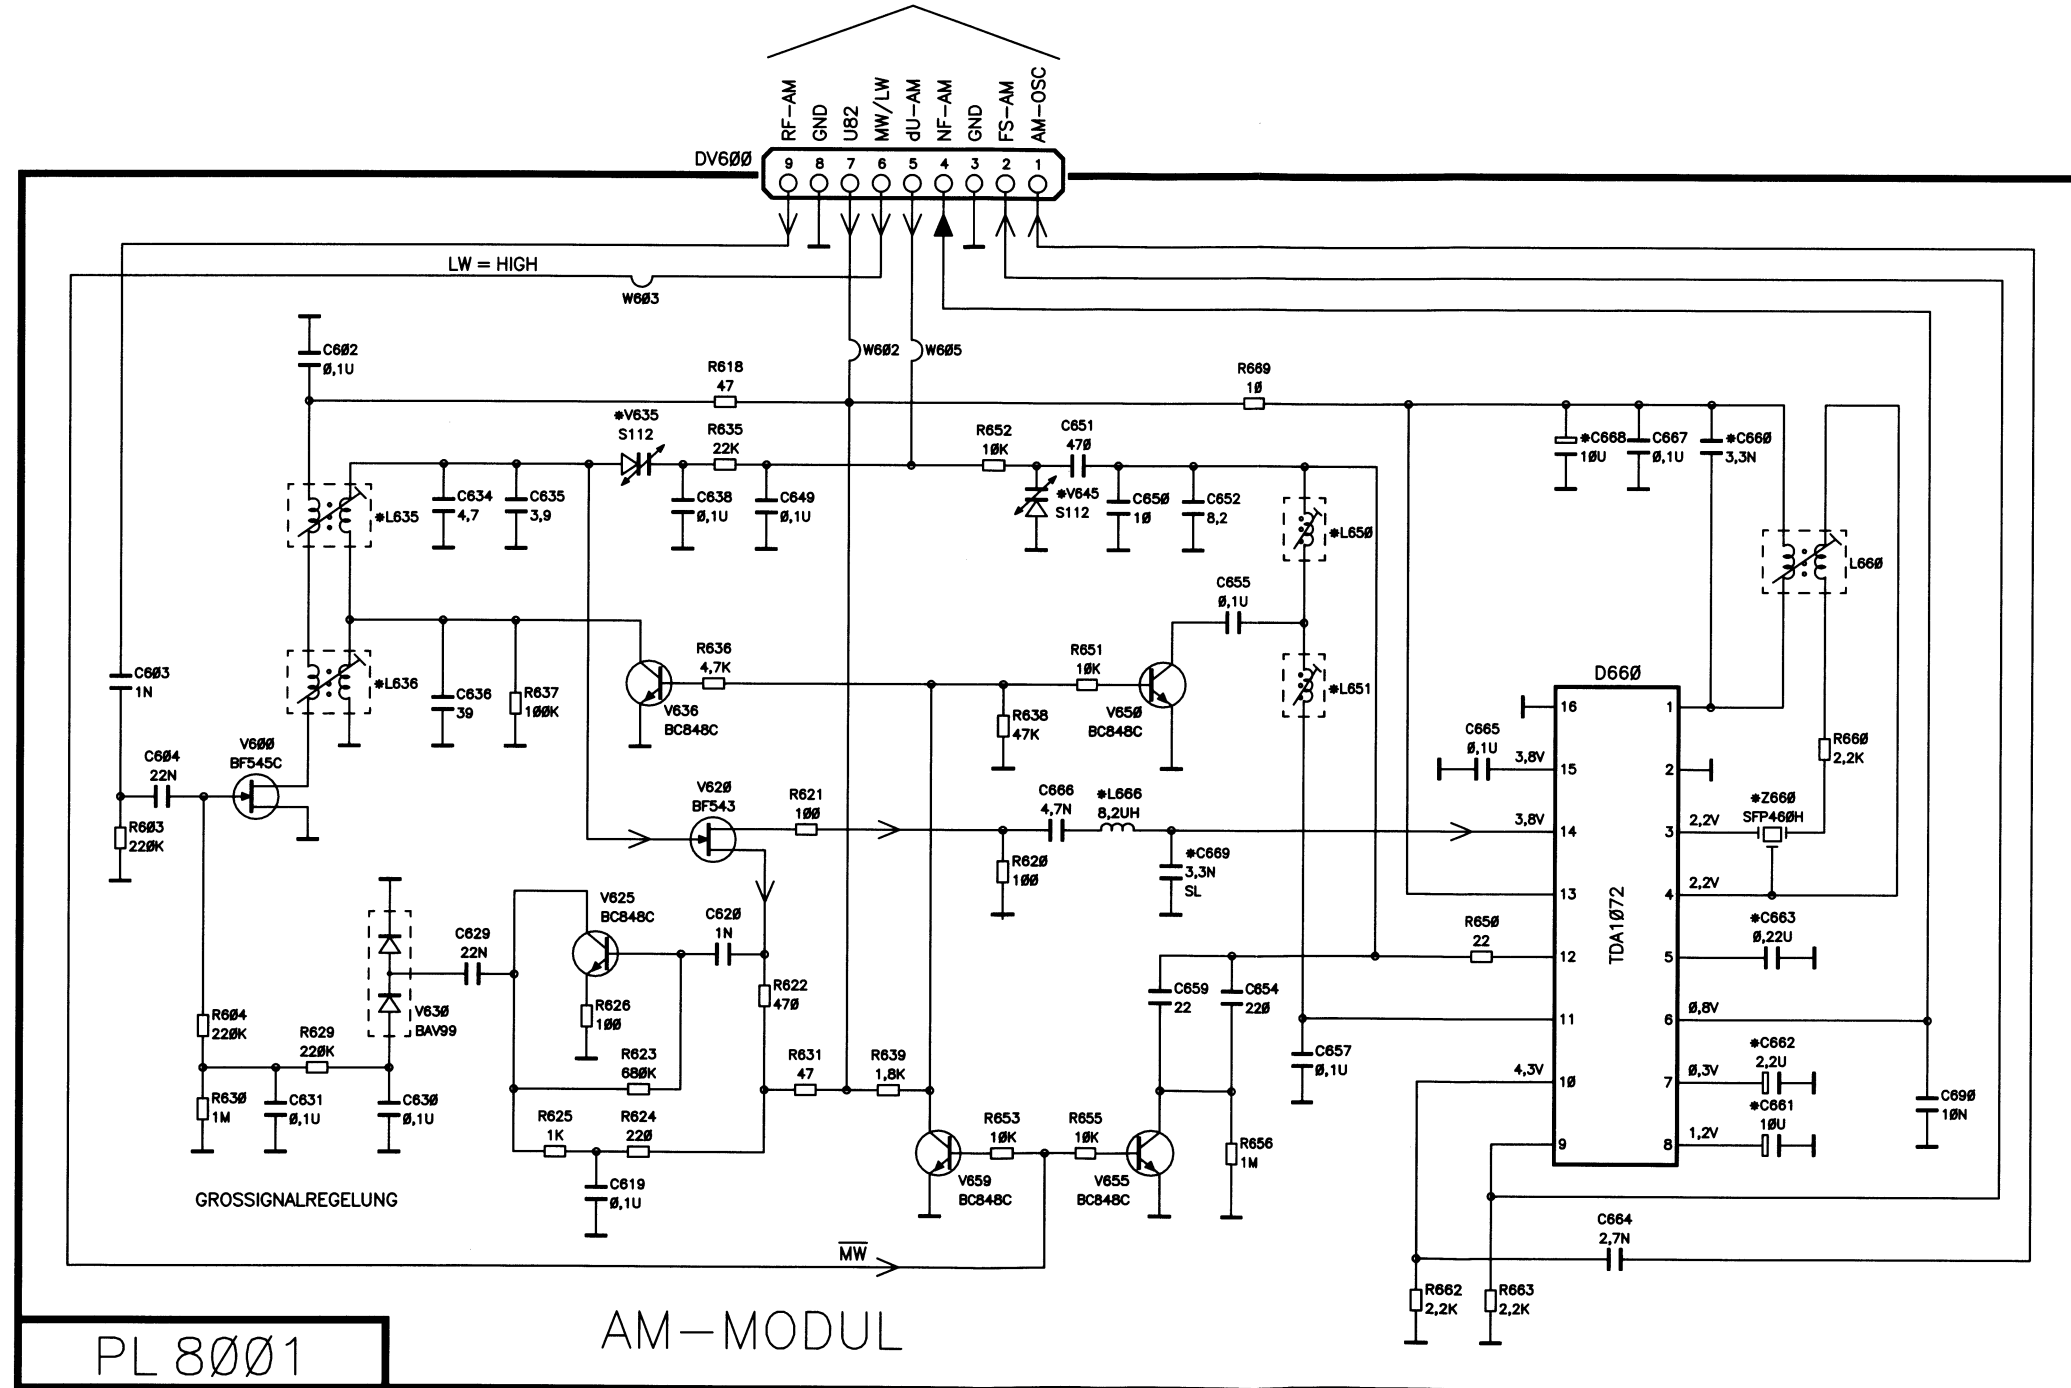 RF-AM
GND
U82
MW/LW
dU-AM
NF-AM
GND
FS-AM
AM-OSC
DV6ØØ
9 8 7 6 5 4 3 2 1
LW = HIGH
W6Ø3
W6Ø2
W6Ø5
C6Ø2
Ø,1U
R618
47
R669
1Ø
*V635
S112
R635
22K
R652
1ØK
C651
47Ø
*C668
1ØU
C667
Ø,1U
*C66Ø
3,3N
*L635
C634
4,7
C635
3,9
C638
Ø,1U
C649
Ø,1U
*V645
S112
C65Ø
1Ø
C652
8,2
*L65Ø
L66Ø
C655
Ø,1U
C6Ø3
1N
*L636
C636
39
R637
1ØØK
R636
4,7K
V636
BC848C
R651
1ØK
R638
47K
V65Ø
BC848C
*L651
D66Ø
TDA1Ø72
16
15
14
13
12
11
1Ø
9
1
2
3
4
5
6
7
8
C665
Ø,1U
3,8V
3,8V
4,3V
R66Ø
2,2K
*Z66Ø
SFP46ØH
2,2V
2,2V
Ø,8V
Ø,3V
1,2V
V6ØØ
BF545C
C6Ø4
22N
R6Ø3
22ØK
V62Ø
BF543
R621
1ØØ
C666
4,7N
*L666
8,2UH
R62Ø
1ØØ
*C669
3,3N
SL
V625
BC848C
C62Ø
1N
C629
22N
R622
47Ø
R65Ø
22
*C663
Ø,22U
R6Ø4
22ØK
R629
22ØK
V63Ø
BAV99
R626
1ØØ
R623
68ØK
R631
47
R639
1,8K
C659
22
C654
22Ø
C657
Ø,1U
*C662
2,2U
*C661
1ØU
C69Ø
1ØN
R63Ø
1M
C631
Ø,1U
C63Ø
Ø,1U
R625
1K
R624
22Ø
C619
Ø,1U
R653
1ØK
R655
1ØK
V659
BC848C
V655
BC848C
R656
1M
GROSSIGNALREGELUNG
MW
C664
2,7N
R662
2,2K
R663
2,2K
AM-MODUL
PL 8ØØ1